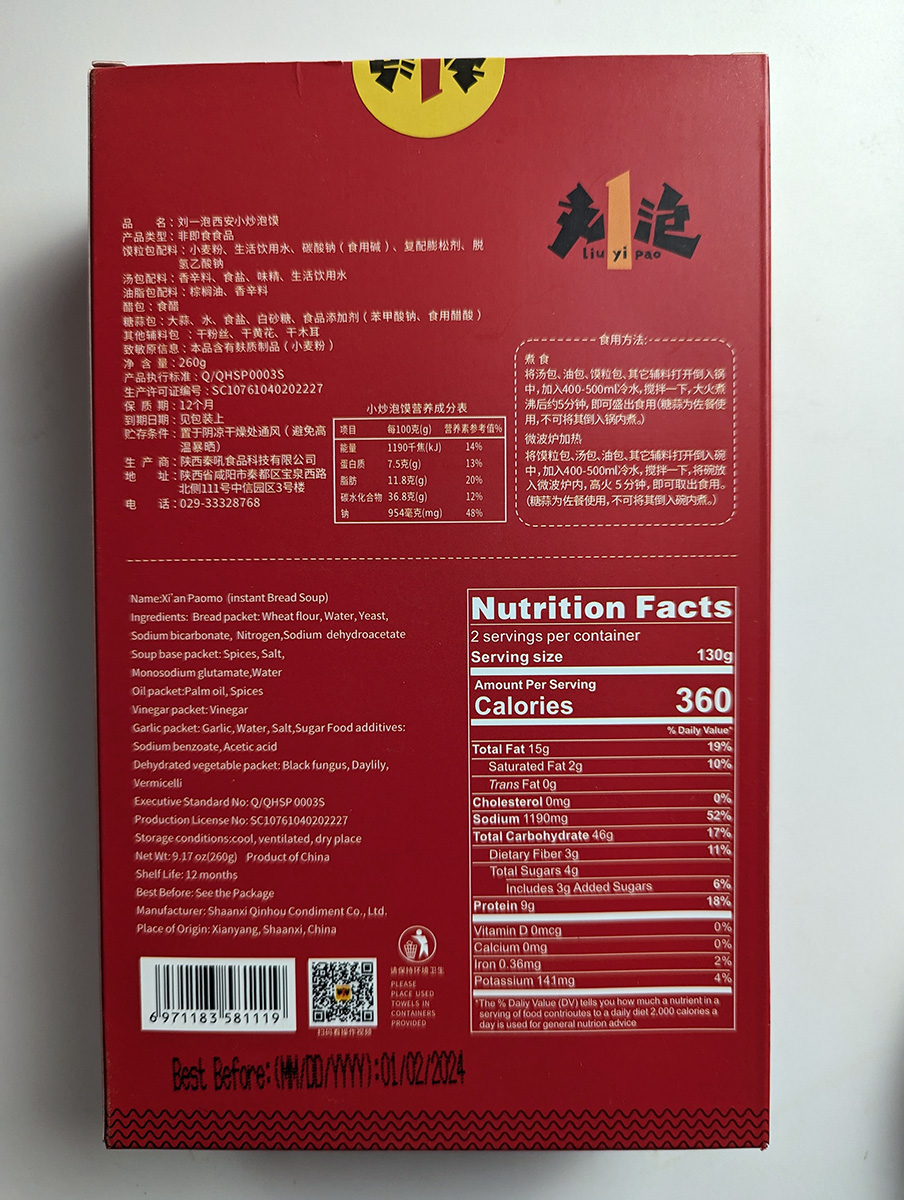 刘1泡
liu yi pao
品 名：刘一泡西安小炒泡馍
产品类型：非即食食品
馍粒包配料：小麦粉、生活饮用水、碳酸钠（食用碱）、复配膨松剂、脱
氢乙酸钠
汤包配料：香辛料、食盐、味精、生活饮用水
油脂包配料：棕榈油、香辛料
醋包：食醋
糖蒜包：大蒜、水、食盐、白砂糖、食品添加剂（苯甲酸钠、食用醋酸）
其他辅料包：干粉丝、干黄花、干木耳
致敏原信息：本品含有麸质制品（小麦粉）
净 含 量：260g
产品执行标准：Q/QHSP0003S
生产许可证编号：SC10761040202227
保 质 期：12个月
到期日期：见包装上
贮存条件：置于阴凉干燥处通风（避免高
温暴晒）
生 产 商：陕西秦吼食品科技有限公司
地 址：陕西省咸阳市秦都区宝泉西路
北侧111号中信园区3号楼
电 话：029-33328768
小炒泡馍营养成分表
项目 每100克(g) 营养素参考值%
能量 1190千焦(kJ) 14%
蛋白质 7.5克(g) 13%
脂肪 11.8克(g) 20%
碳水化合物 36.8克(g) 12%
钠 954毫克(mg) 48%
食用方法：
煮食
将汤包、油包、馍粒包、其它辅料打开倒入锅
中，加入400-500ml冷水，搅拌一下，大火煮
沸后约5分钟，即可盛出食用（糖蒜为佐餐使
用，不可将其倒入锅内煮。）
微波炉加热
将馍粒包、汤包、油包、其它辅料打开倒入碗
中，加入400-500ml冷水，搅拌一下，将碗放
入微波炉内，高火5分钟，即可取出食用。
（糖蒜为佐餐使用，不可将其倒入碗内煮。）
Name:Xi'an Paomo (instant Bread Soup)
Ingredients: Bread packet: Wheat flour, Water, Yeast,
Sodium bicarbonate, Nitrogen,Sodium dehydroacetate
Soup base packet: Spices, Salt,
Monosodium glutamate,Water
Oil packet:Palm oil, Spices
Vinegar packet: Vinegar
Garlic packet: Garlic, Water, Salt,Sugar Food additives:
Sodium benzoate, Acetic acid
Dehydrated vegetable packet: Black fungus, Daylily,
Vermicelli
Executive Standard No: Q/QHSP 0003S
Production License No: SC10761040202227
Storage conditions:cool, ventilated, dry place
Net Wt: 9.17 oz(260g) Product of China
Shelf Life: 12 months
Best Before: See the Package
Manufacturer: Shaanxi Qinhou Condiment Co., Ltd.
Place of Origin: Xianyang, Shaanxi, China
Nutrition Facts
2 servings per container
Serving size 130g
Amount Per Serving
Calories 360
% Daily Value*
Total Fat 15g 19%
Saturated Fat 2g 10%
Trans Fat 0g
Cholesterol 0mg 0%
Sodium 1190mg 52%
Total Carbohydrate 46g 17%
Dietary Fiber 3g 11%
Total Sugars 4g
Includes 3g Added Sugars 6%
Protein 9g 18%
Vitamin D 0mcg 0%
Calcium 0mg 0%
Iron 0.36mg 2%
Potassium 141mg 4%
*The % Daliy Value (DV) tells you how much a nutrient in a
serving of food contrioutes to a daily diet 2,000 calories a
day is used for general nutrion advice
请保持环境卫生
PLEASE
PLACE USED
TOWELS IN
CONTAINERS
PROVIDED
6 971183 581119
扫码看操作视频
Best Before:(MM/DD/YYYY):01/02/2024